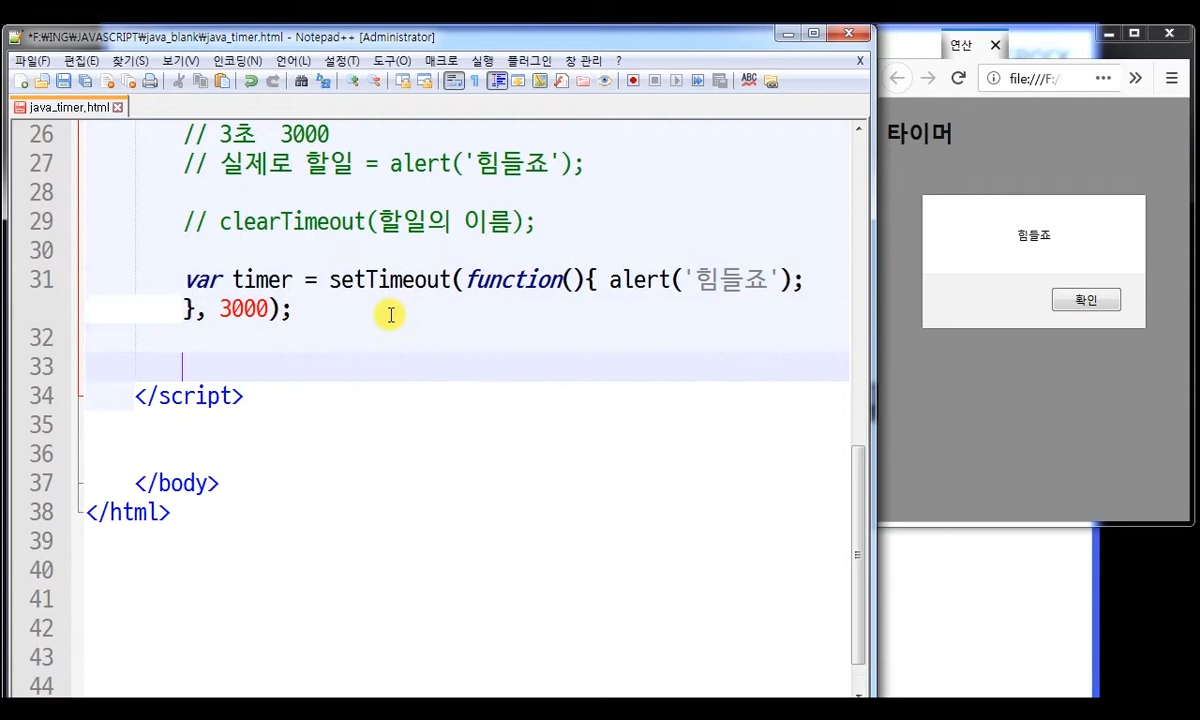 *F:₩ING₩JAVASCRIPT₩java_blank₩java_timer.html - Notepad++ [Administrator]
파일(F) 편집(E) 찾기(S) 보기(V) 인코딩(N) 언어(L) 설정(T) 도구(O) 매크로 실행 플러그인 창 관리 ? X
java_timer.html
26 // 3초 3000
27 // 실제로 할일 = alert('힘들죠');
28
29 // clearTimeout(할일의 이름);
30
31 var timer = setTimeout(function(){ alert('힘들죠');
}, 3000);
32
33
34 </script>
35
36
37 </body>
38 </html>
39
40
41
42
43
44
연산
file:///F:/
타이머
힘들죠
확인